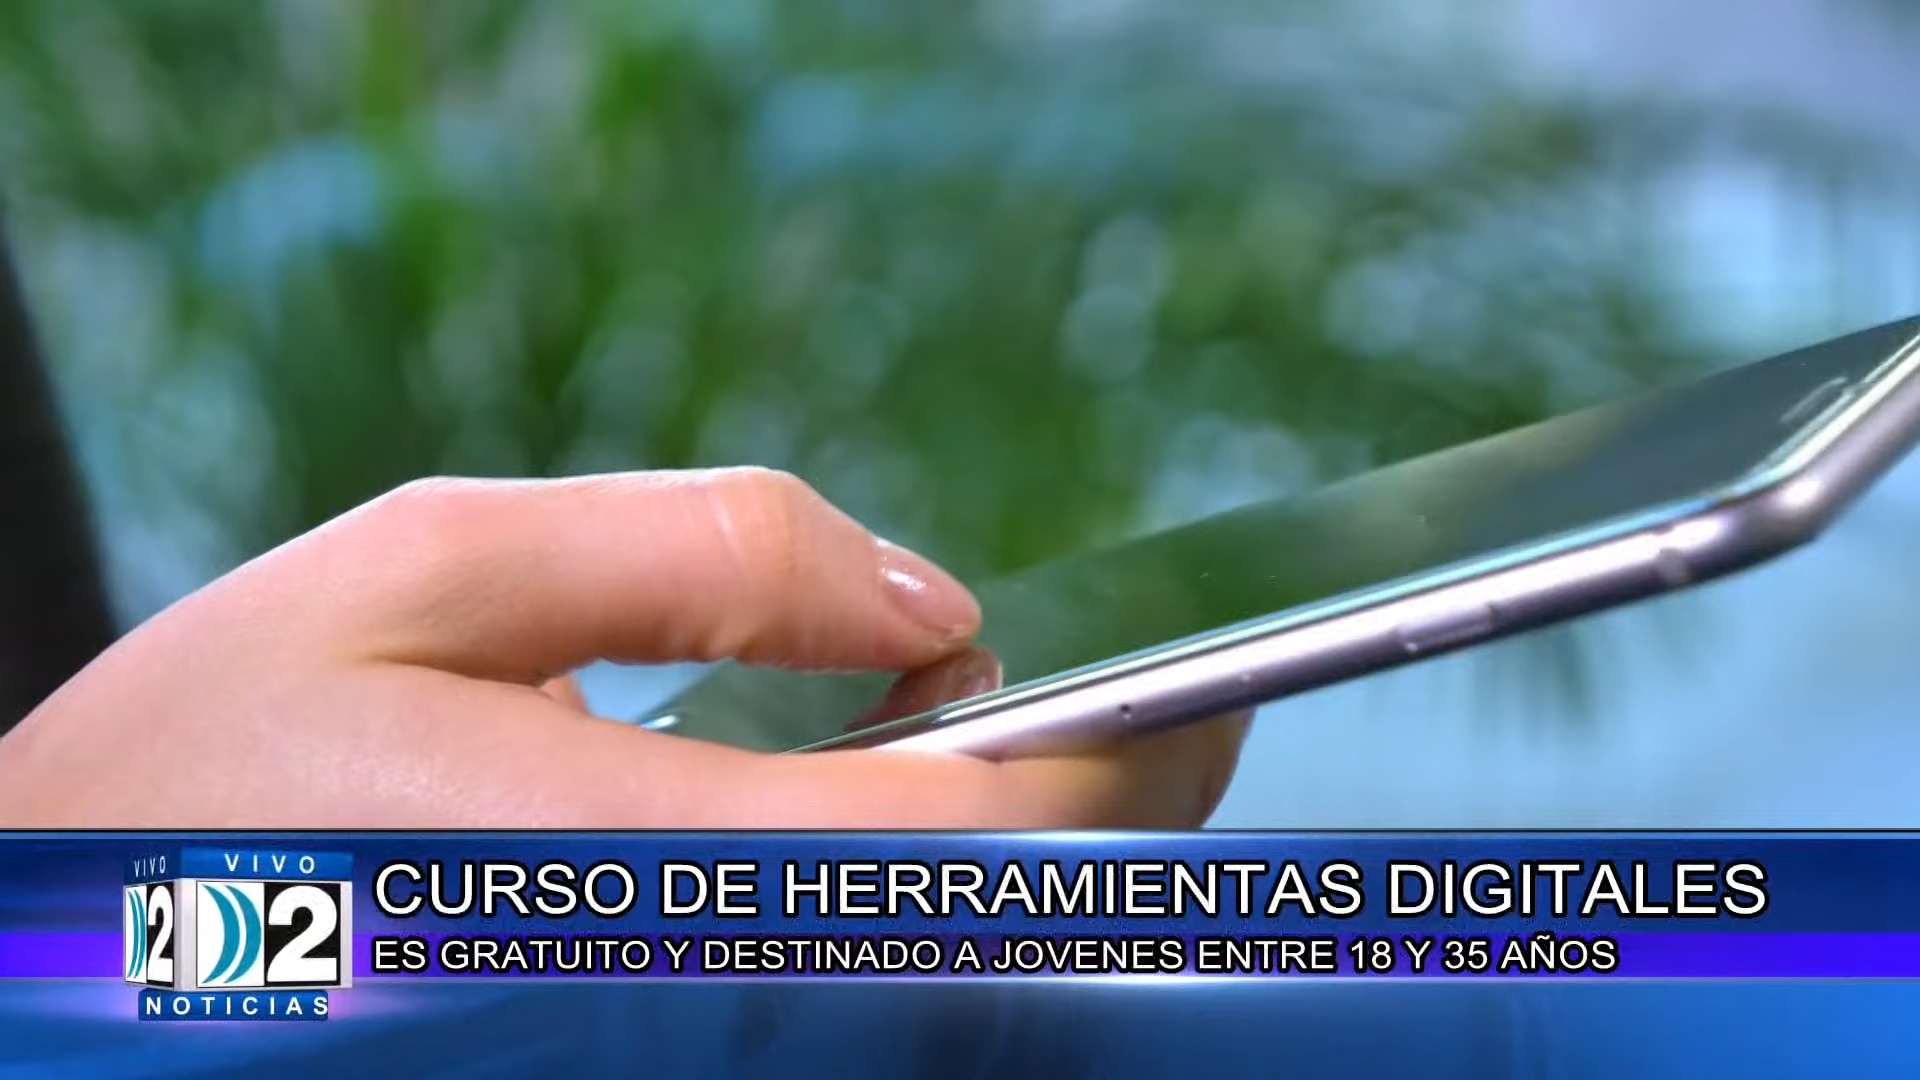 VIVO
VIVO
2
2
NOTICIAS
CURSO DE HERRAMIENTAS DIGITALES
ES GRATUITO Y DESTINADO A JOVENES ENTRE 18 Y 35 AÑOS